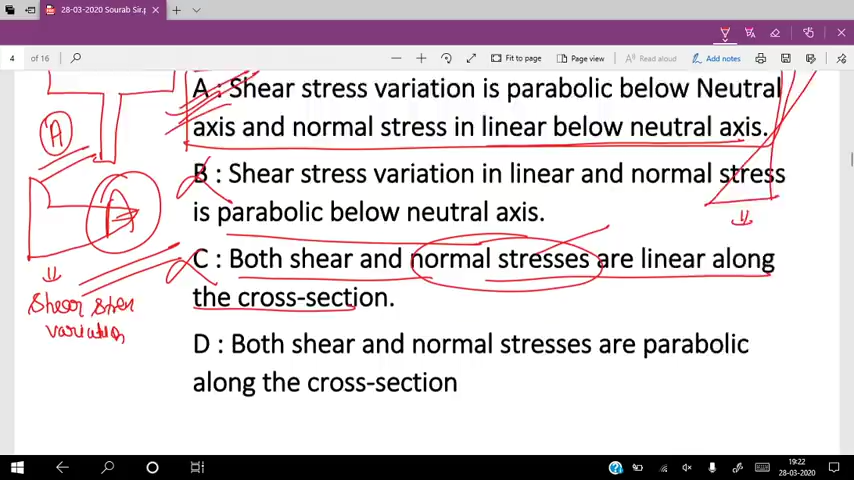 28-03-2020 Sourab Sir.p
4 of 16
Fit to page
Page view
Read aloud
Add notes
A : Shear stress variation is parabolic below Neutral
axis and normal stress in linear below neutral axis.
A
B : Shear stress variation in linear and normal stress
is parabolic below neutral axis.
A
C : Both shear and normal stresses are linear along
the cross-section.
Shear stress
variation
D : Both shear and normal stresses are parabolic
along the cross-section
19:22
28-03-2020